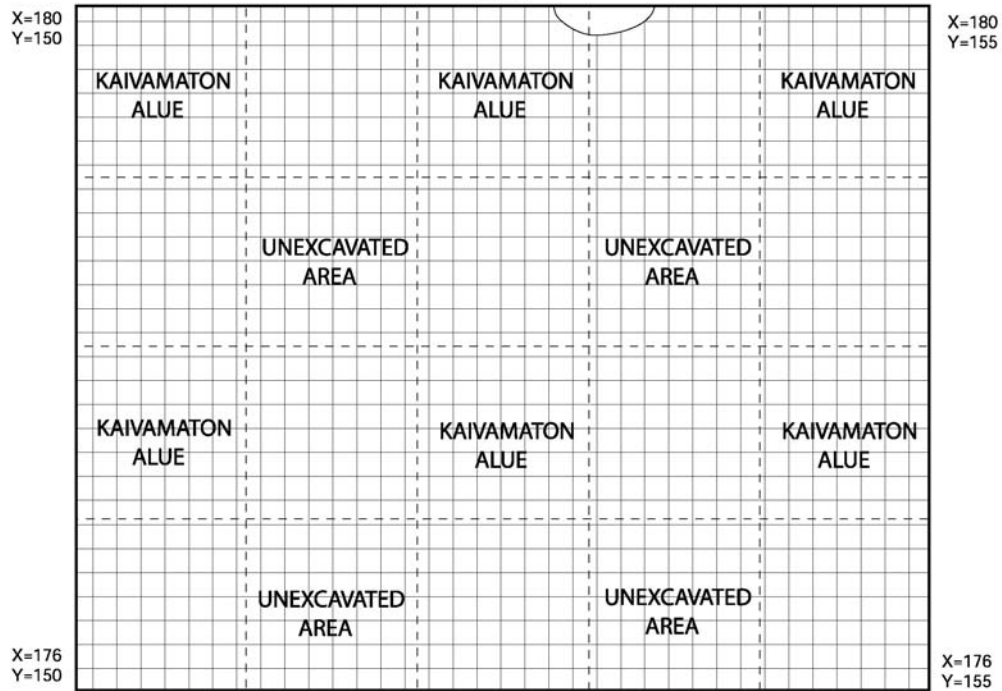 X=180
Y=150
X=180
Y=155
KAIVAMATON
ALUE
KAIVAMATON
ALUE
KAIVAMATON
ALUE
UNEXCAVATED
AREA
UNEXCAVATED
AREA
KAIVAMATON
ALUE
KAIVAMATON
ALUE
KAIVAMATON
ALUE
UNEXCAVATED
AREA
UNEXCAVATED
AREA
X=176
Y=150
X=176
Y=155